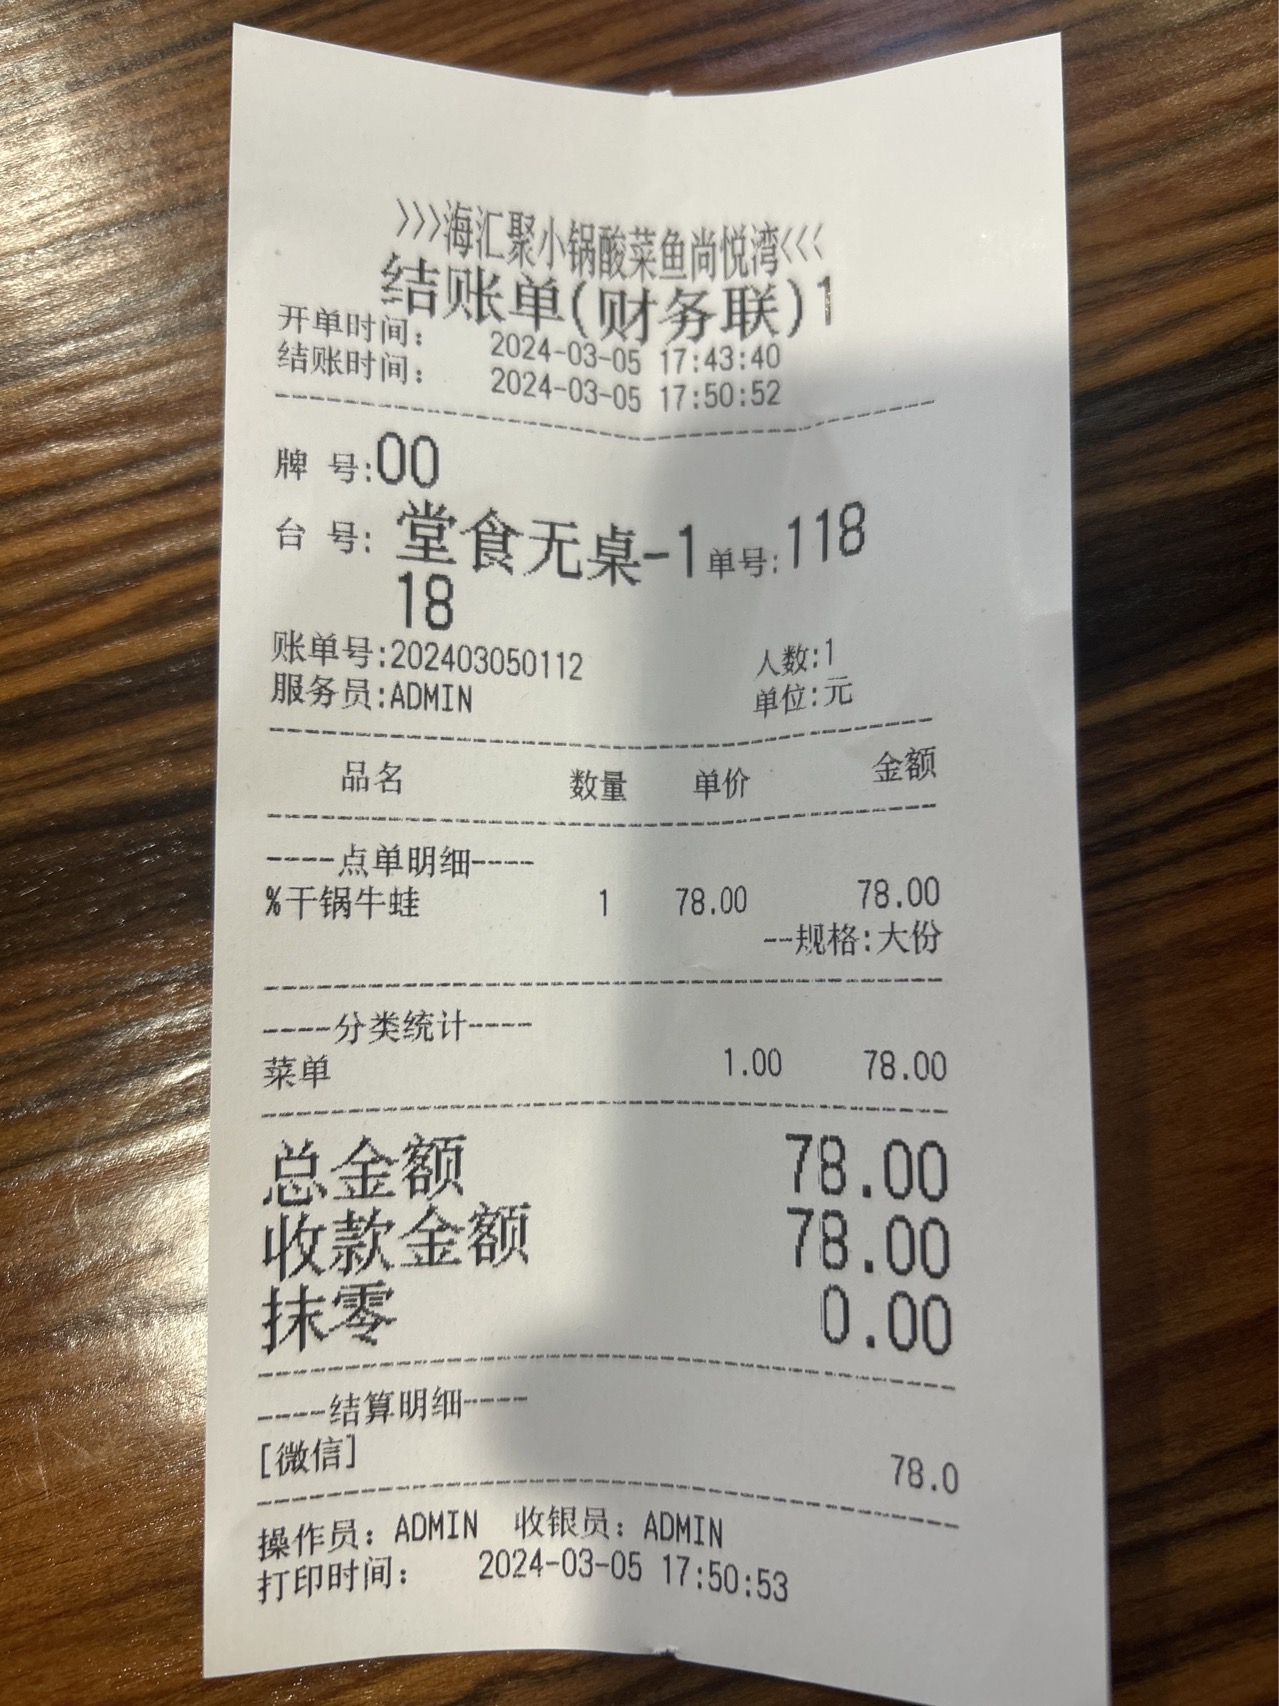 >>>海汇聚小锅酸菜鱼尚悦湾<<<
结账单(财务联)1
开单时间： 2024-03-05 17:43:40
结账时间： 2024-03-05 17:50:52
牌 号:00
台 号: 堂食无桌-1 单号:118
18
账单号:202403050112 人数:1
服务员:ADMIN 单位:元
品名 数量 单价 金额
----点单明细----
%干锅牛蛙 1 78.00 78.00
--规格:大份
----分类统计----
菜单 1.00 78.00
总金额 78.00
收款金额 78.00
抹零 0.00
----结算明细----
[微信] 78.0
操作员：ADMIN 收银员：ADMIN
打印时间： 2024-03-05 17:50:53